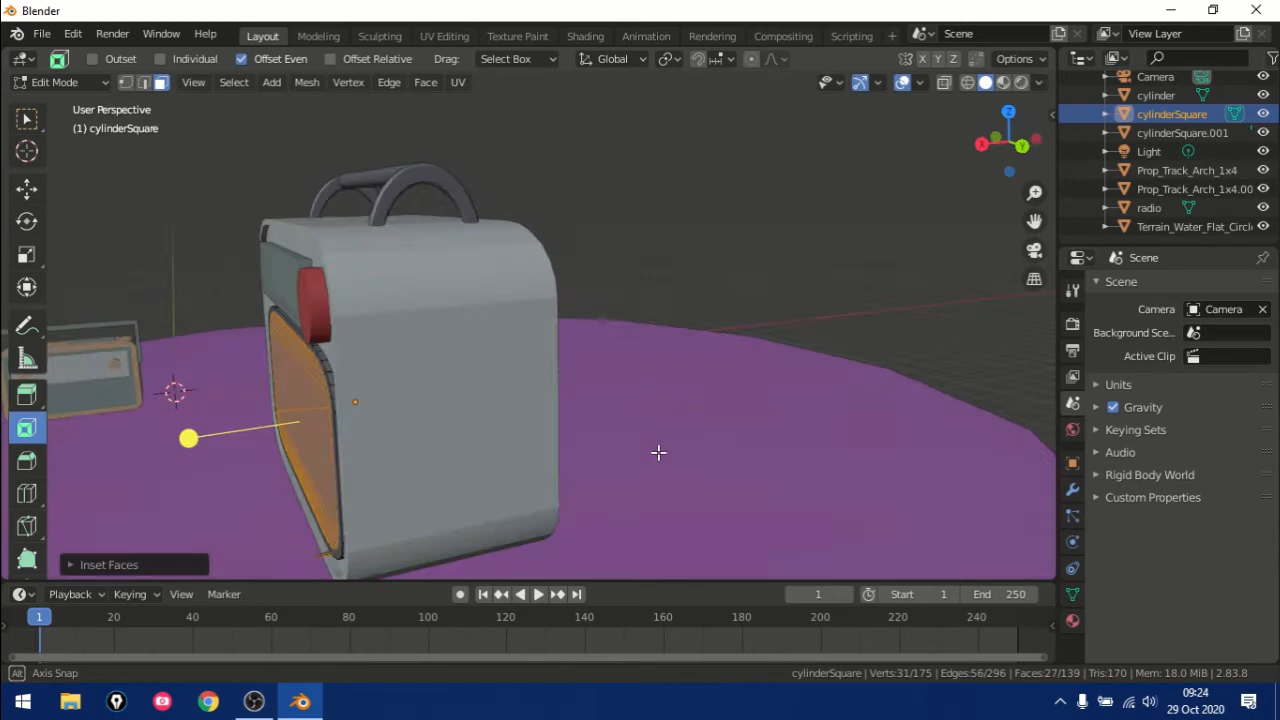 Blender
File Edit Render Window Help Layout Modeling Sculpting UV Editing Texture Paint Shading Animation Rendering Compositing Scripting + Scene View Layer
Outset Individual Offset Even Offset Relative Drag: Select Box Global X Y Z Options
Edit Mode View Select Add Mesh Vertex Edge Face UV
User Perspective
(1) cylinderSquare
Z
X
Y
Inset Faces
Camera
cylinder
cylinderSquare
cylinderSquare.001
Light
Prop_Track_Arch_1x4
Prop_Track_Arch_1x4.00
radio
Terrain_Water_Flat_Circle
Scene
Scene
Camera Camera
Background Sce...
Active Clip
Units
Gravity
Keying Sets
Audio
Rigid Body World
Custom Properties
Playback Keying View Marker 1 Start 1 End 250
1 20 40 60 80 100 120 140 160 180 200 220 240
Alt Axis Snap cylinderSquare | Verts:31/175 | Edges:56/296 | Faces:27/139 | Tris:170 | Mem: 18.0 MiB | 2.83.8
09:24
29 Oct 2020